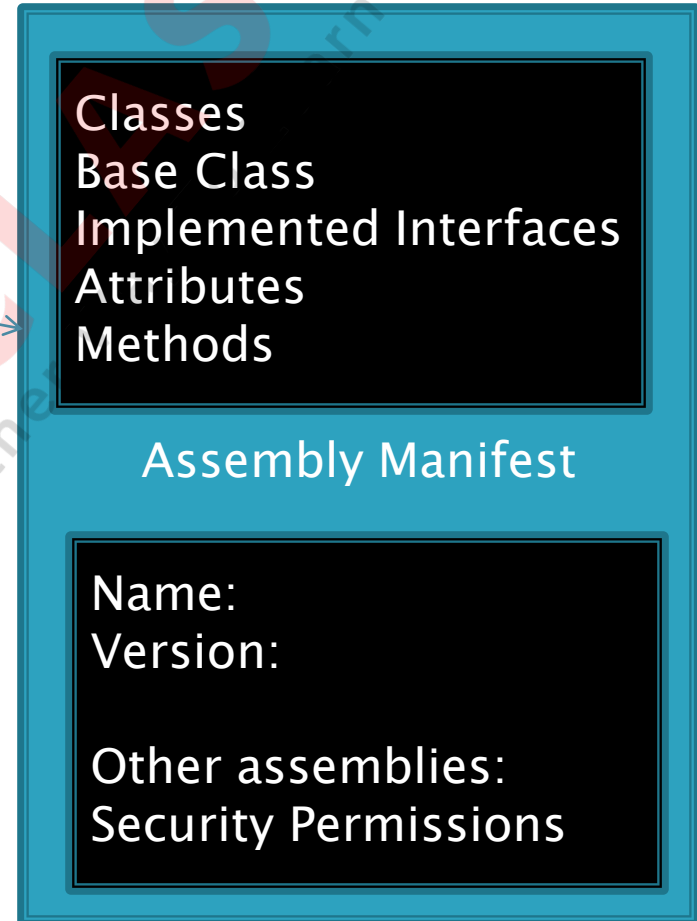 Classes
Base Class
Implemented Interfaces
Attributes
Methods
Assembly Manifest
Name:
Version:
Other assemblies:
Security Permissions